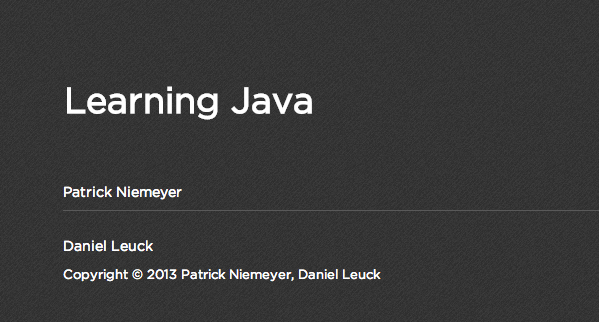 Learning Java
Patrick Niemeyer
Daniel Leuck
Copyright © 2013 Patrick Niemeyer, Daniel Leuck